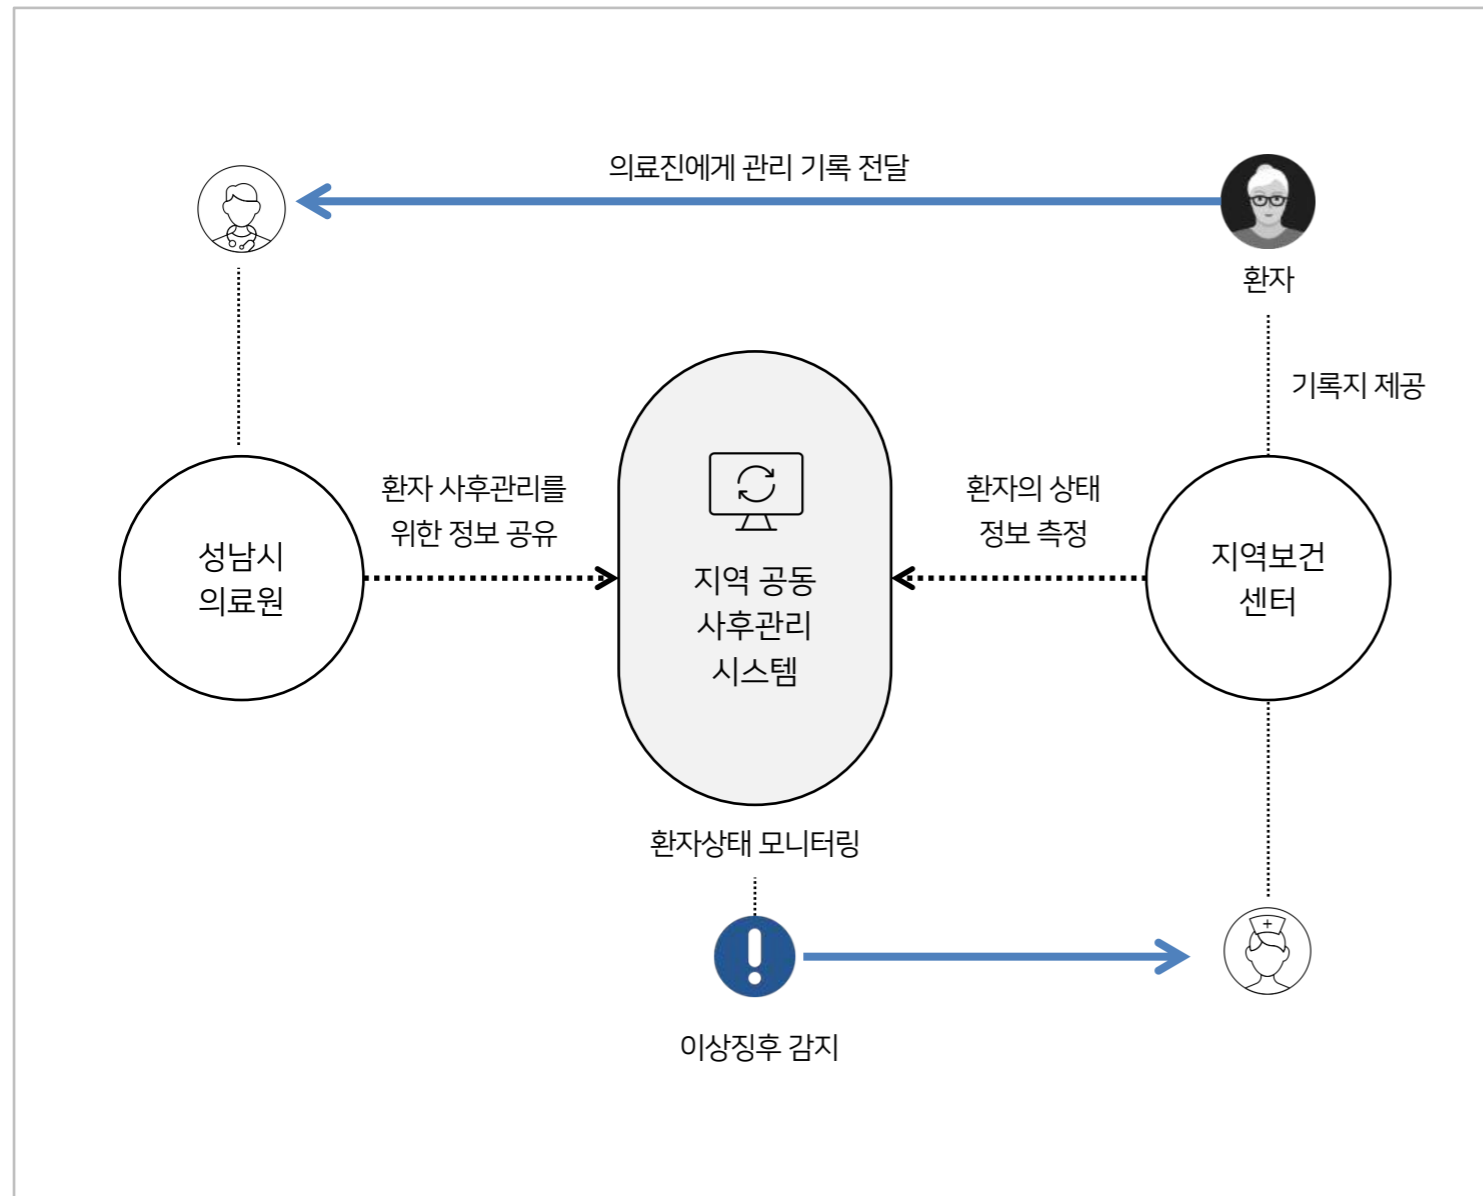 의료진에게 관리 기록 전달
환자
기록지 제공
환자 사후관리를
위한 정보 공유
환자의 상태
정보 측정
성남시
의료원
지역 공동
사후관리
시스템
지역보건
센터
환자상태 모니터링
이상징후 감지